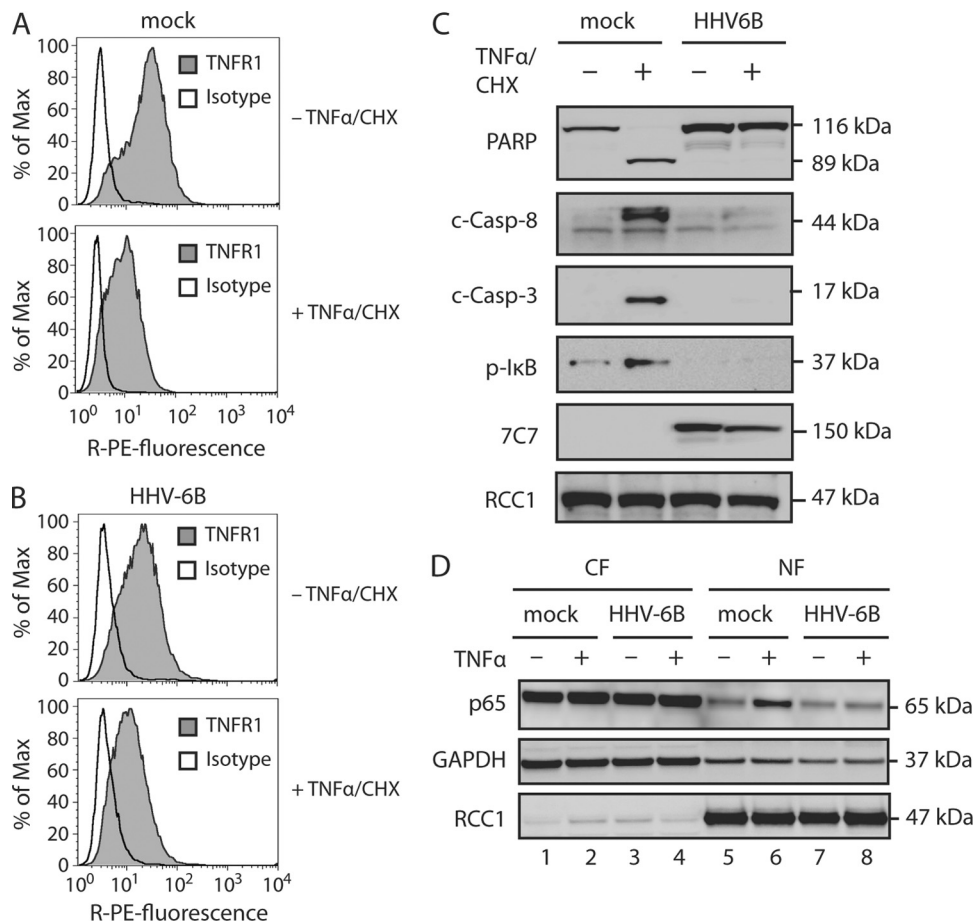 A
mock
% of Max
100
80
60
40
20
0
TNFR1
Isotype
– TNFα/CHX
% of Max
100
80
60
40
20
0
TNFR1
Isotype
+ TNFα/CHX
10⁰ 10¹ 10² 10³ 10⁴
R-PE-fluorescence
B
HHV-6B
% of Max
100
80
60
40
20
0
TNFR1
Isotype
– TNFα/CHX
% of Max
100
80
60
40
20
0
TNFR1
Isotype
+ TNFα/CHX
10⁰ 10¹ 10² 10³ 10⁴
R-PE-fluorescence
C
mock HHV6B
TNFα/
CHX
– + – +
PARP
116 kDa
89 kDa
c-Casp-8 44 kDa
c-Casp-3 17 kDa
p-IκB 37 kDa
7C7 150 kDa
RCC1 47 kDa
D
CF NF
mock HHV-6B mock HHV-6B
TNFα – + – + – + – +
p65 65 kDa
GAPDH 37 kDa
RCC1 47 kDa
1 2 3 4 5 6 7 8